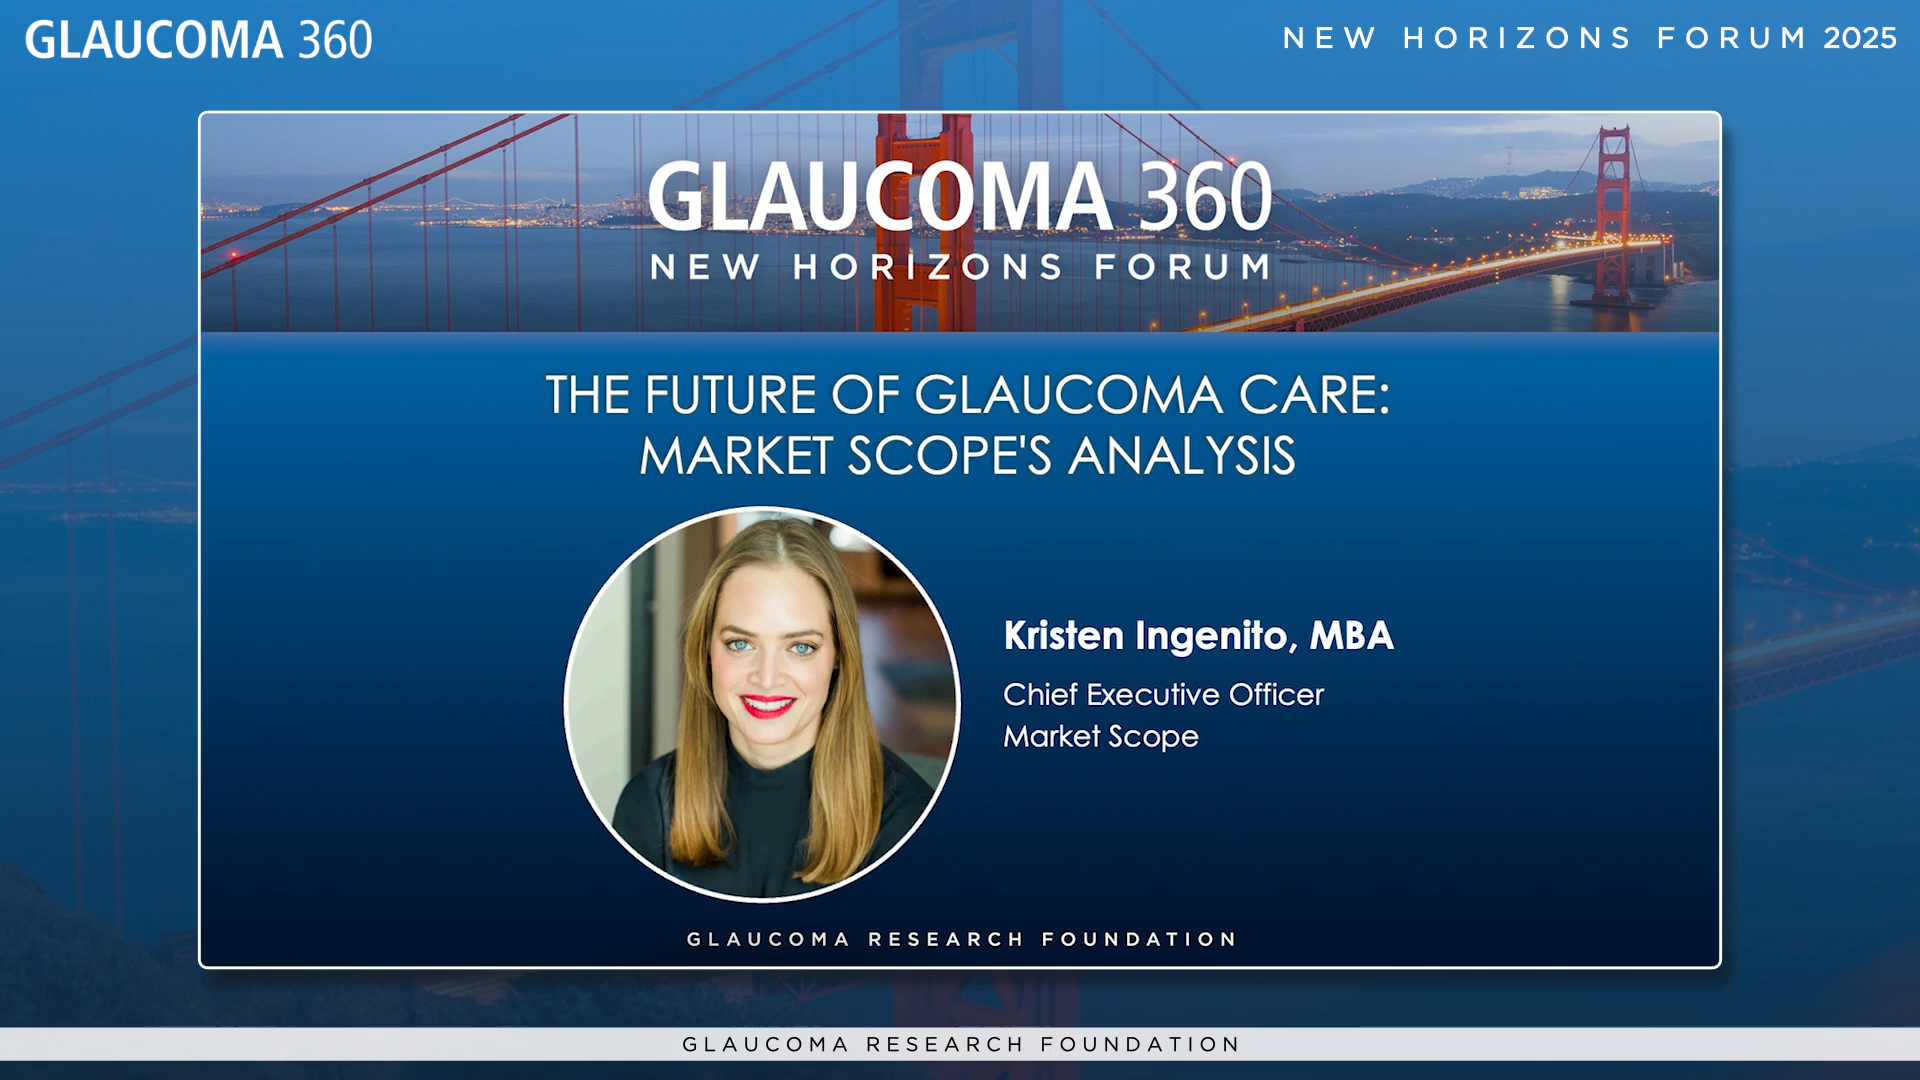 GLAUCOMA 360
NEW HORIZONS FORUM 2025
GLAUCOMA 360
NEW HORIZONS FORUM
THE FUTURE OF GLAUCOMA CARE:
MARKET SCOPE'S ANALYSIS
Kristen Ingenito, MBA
Chief Executive Officer
Market Scope
GLAUCOMA RESEARCH FOUNDATION
GLAUCOMA RESEARCH FOUNDATION